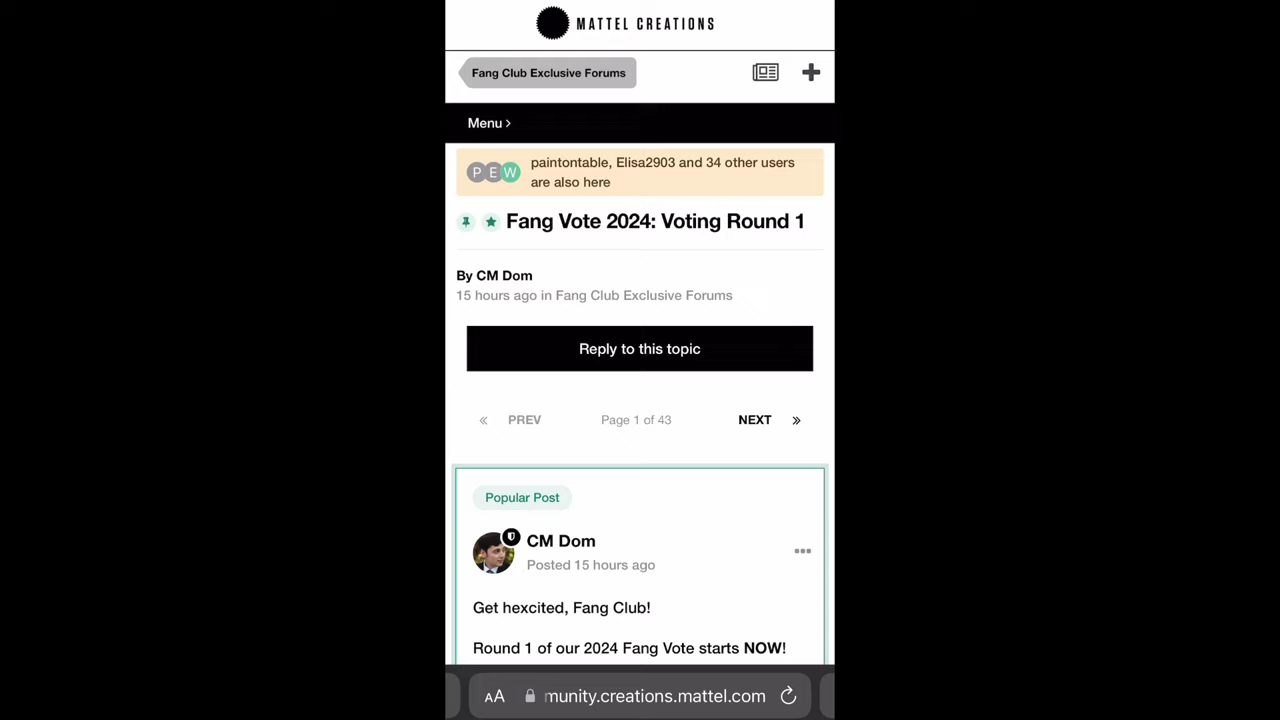 MATTEL CREATIONS
Fang Club Exclusive Forums
Menu >
P E W
paintontable, Elisa2903 and 34 other users
are also here
Fang Vote 2024: Voting Round 1
By CM Dom
15 hours ago in Fang Club Exclusive Forums
Reply to this topic
« PREV Page 1 of 43 NEXT »
Popular Post
CM Dom
Posted 15 hours ago
Get hexcited, Fang Club!
Round 1 of our 2024 Fang Vote starts NOW!
AA munity.creations.mattel.com